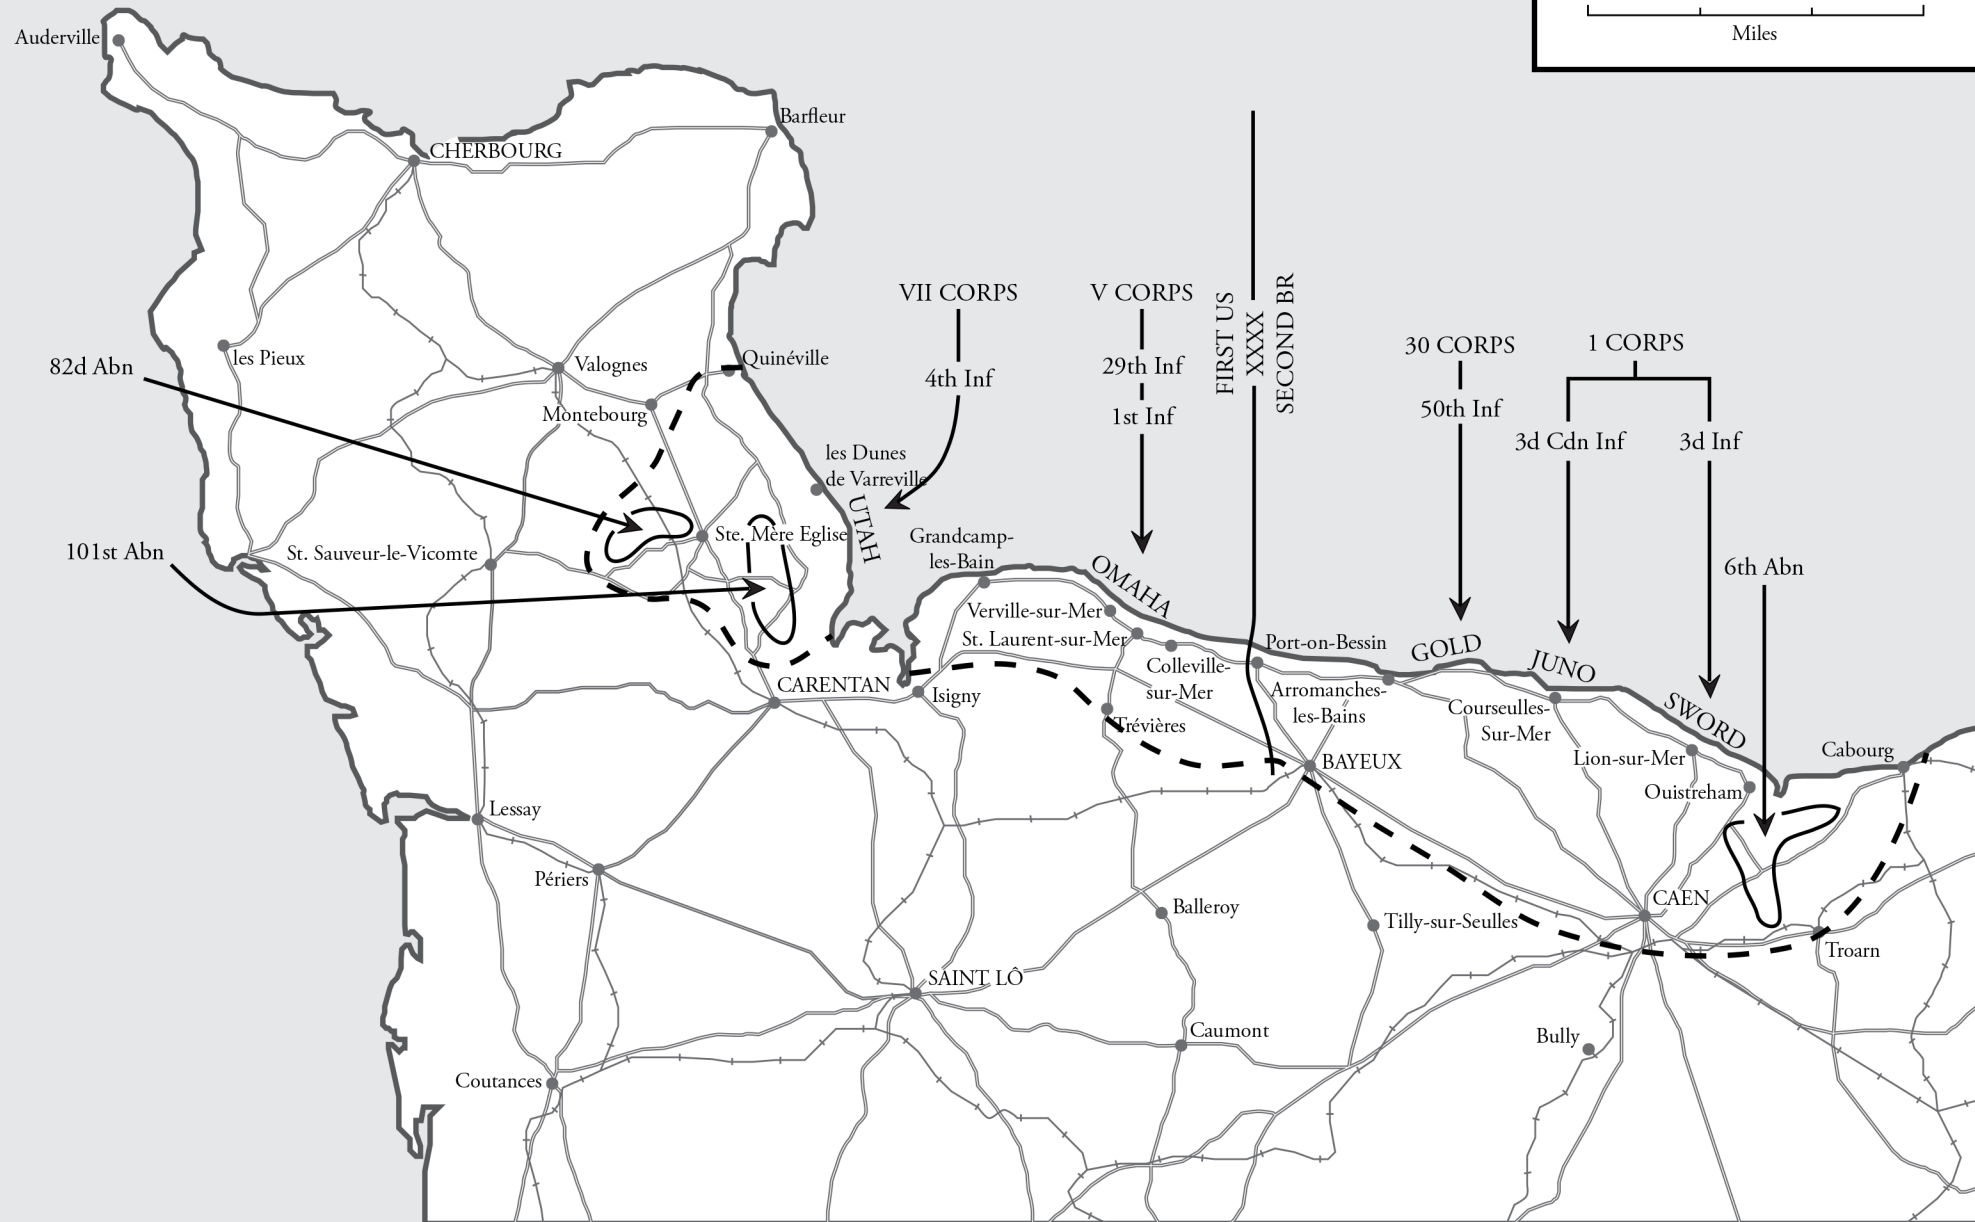 Miles
Auderville
Barfleur
CHERBOURG
VII CORPS
4th Inf
V CORPS
29th Inf
1st Inf
FIRST US
XXXX
SECOND BR
30 CORPS
50th Inf
1 CORPS
3d Cdn Inf
3d Inf
6th Abn
82d Abn
101st Abn
les Pieux
Valognes
Quinéville
Montebourg
les Dunes
de Varreville
UTAH
Ste. Mère Eglise
St. Sauveur-le-Vicomte
Grandcamp-
les-Bain
OMAHA
Verville-sur-Mer
St. Laurent-sur-Mer
Colleville-
sur-Mer
Port-on-Bessin
GOLD
JUNO
SWORD
Arromanches-
les-Bains
Courseulles-
Sur-Mer
Lion-sur-Mer
Ouistreham
Cabourg
CARENTAN
Isigny
Trévières
BAYEUX
Lessay
Périers
Balleroy
Tilly-sur-Seulles
CAEN
Troarn
SAINT LÔ
Caumont
Bully
Coutances